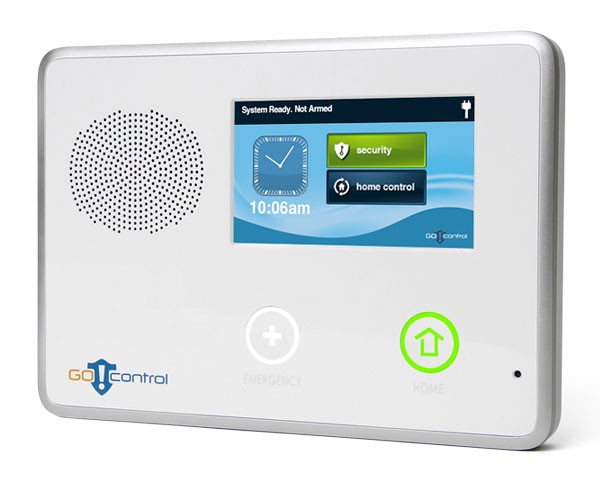 System Ready. Not Armed
security
home control
10:06am
GO!control
GO!control
EMERGENCY
HOME